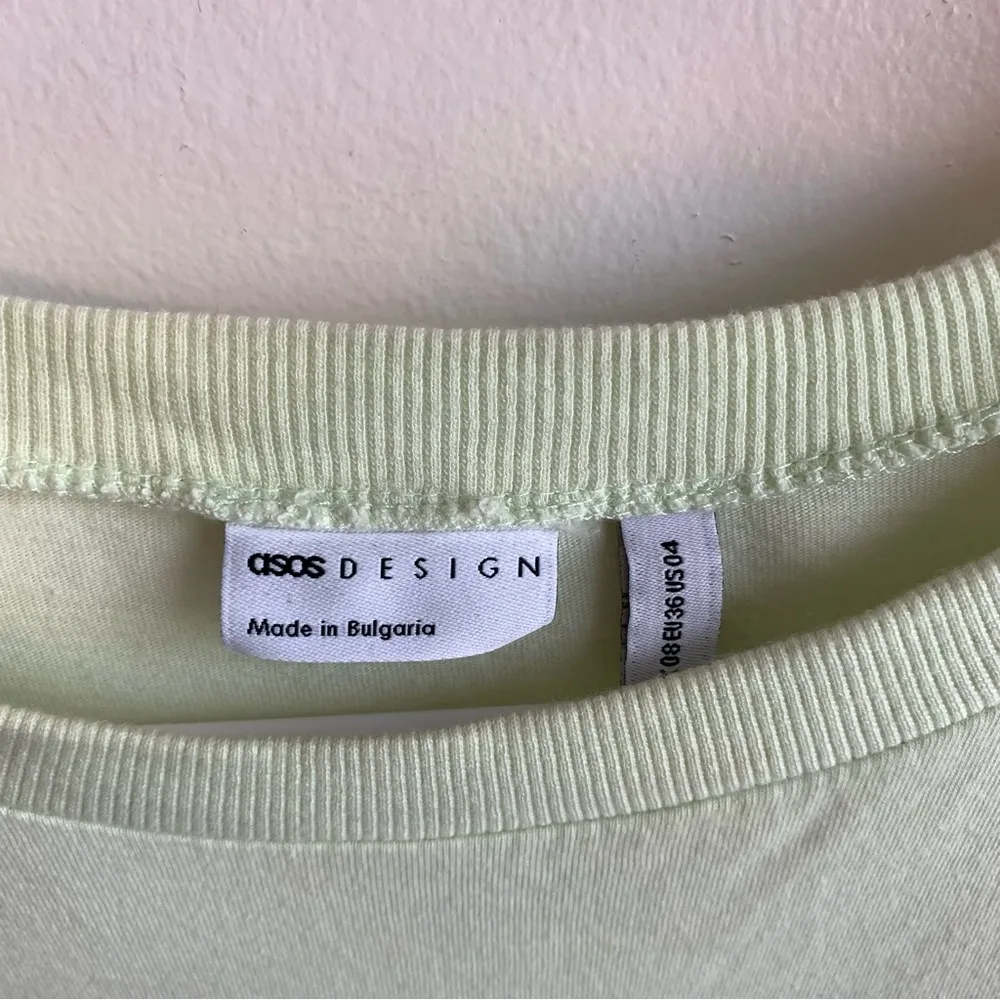 asos DESIGN
Made in Bulgaria
08 EU 36 US 04